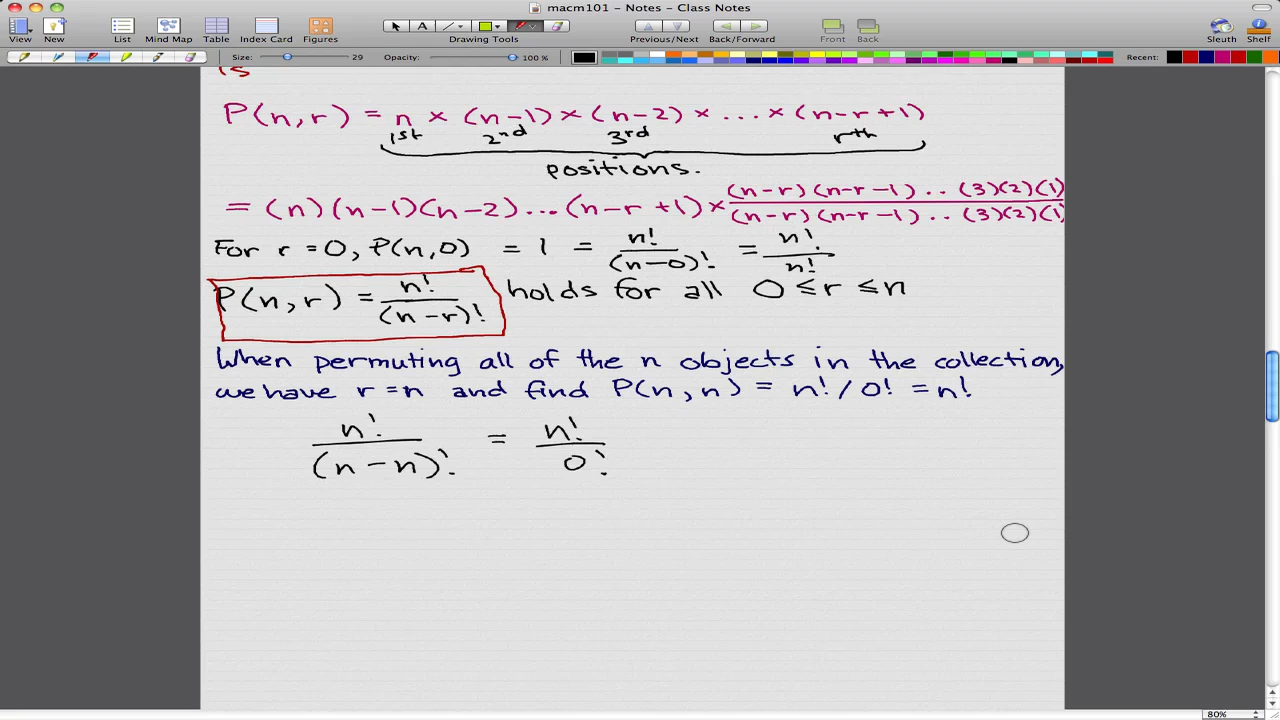 macm101 - Notes - Class Notes
View New List Mind Map Table Index Card Figures Drawing Tools Previous/Next Back/Forward Front Back Sleuth Shelf
Size: 29 Opacity: 100 % Recent:
is
P(n,r) = n × (n-1) × (n-2) × ... × (n-r+1)
1st 2nd 3rd rth
positions.
= (n)(n-1)(n-2)...(n-r+1) × (n-r)(n-r-1)..(3)(2)(1) / (n-r)(n-r-1)..(3)(2)(1)
For r = 0, P(n,0) = 1 = n! / (n-0)! = n! / n!
P(n,r) = n! / (n-r)! holds for all 0 ≤ r ≤ n
When permuting all of the n objects in the collection,
we have r = n and find P(n,n) = n! / 0! = n!
n! / (n-n)! = n! / 0!
80%